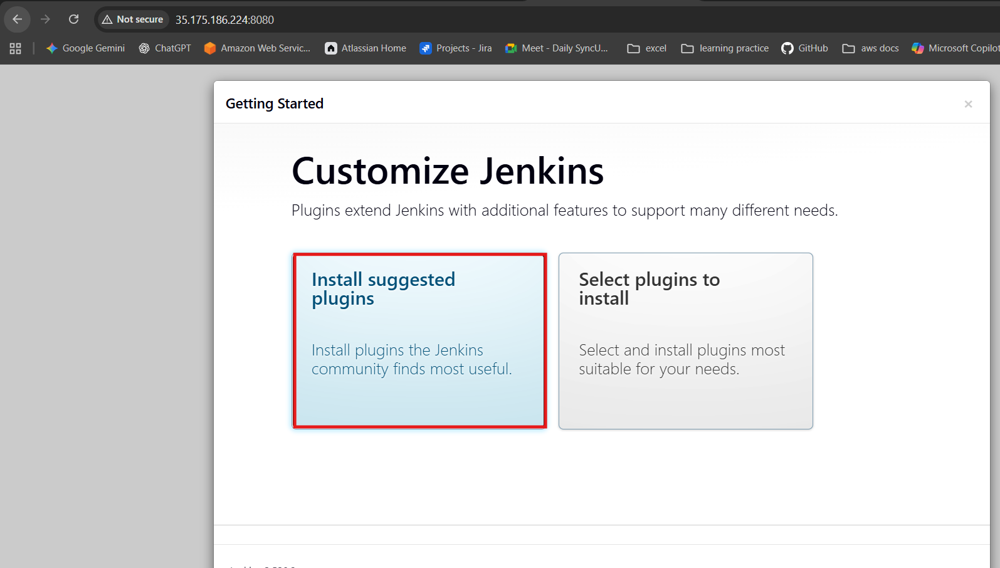 Not secure 35.175.186.224:8080
Google Gemini ChatGPT Amazon Web Servic... Atlassian Home Projects - Jira Meet - Daily SyncU... excel learning practice GitHub aws docs Microsoft Copilot
Getting Started ×
Customize Jenkins
Plugins extend Jenkins with additional features to support many different needs.
Install suggested
plugins
Install plugins the Jenkins
community finds most useful.
Select plugins to
install
Select and install plugins most
suitable for your needs.